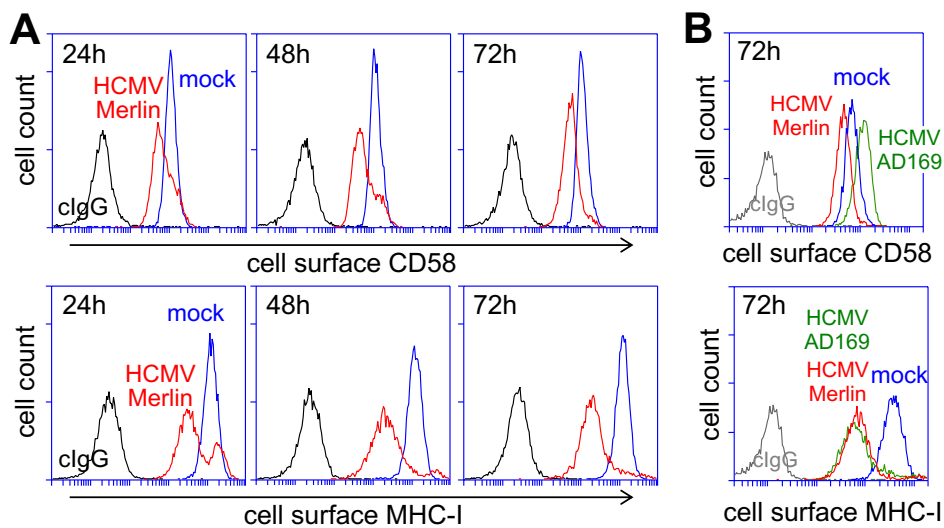 A
24h
HCMV
Merlin
mock
cIgG
cell count
48h
72h
cell surface CD58
24h
mock
HCMV
Merlin
cIgG
cell count
48h
72h
cell surface MHC-I
B
72h
mock
HCMV
Merlin
HCMV
AD169
cIgG
cell count
cell surface CD58
72h
HCMV
AD169
HCMV
Merlin
mock
cIgG
cell count
cell surface MHC-I